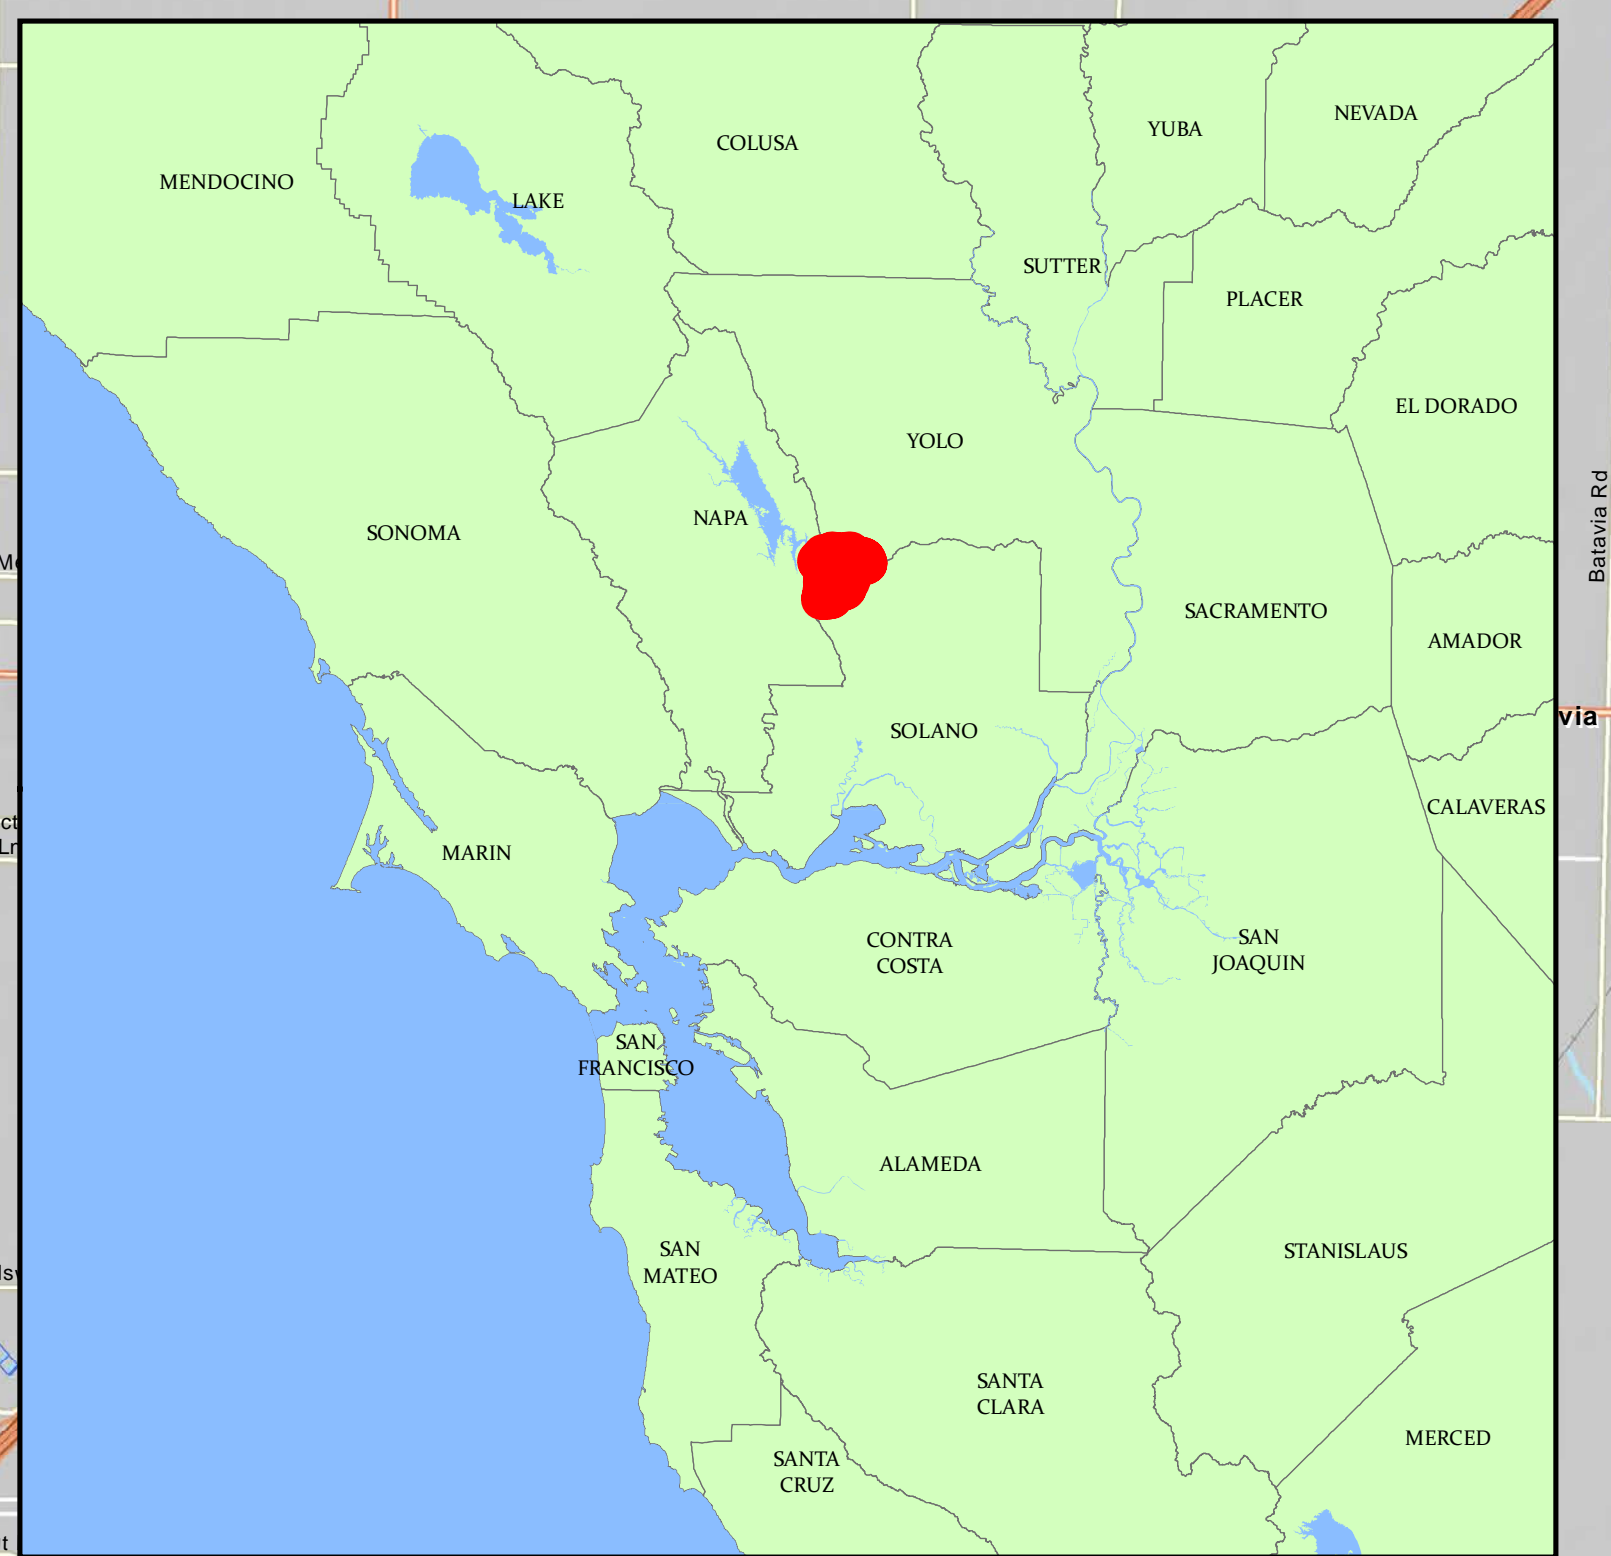 NEVADA
YUBA
COLUSA
MENDOCINO
LAKE
SUTTER
PLACER
EL DORADO
YOLO
NAPA
SONOMA
Batavia Rd
SACRAMENTO
AMADOR
via
SOLANO
CALAVERAS
MARIN
CONTRA
COSTA
SAN
JOAQUIN
SAN
FRANCISCO
ALAMEDA
SAN
MATEO
STANISLAUS
SANTA
CLARA
MERCED
SANTA
CRUZ